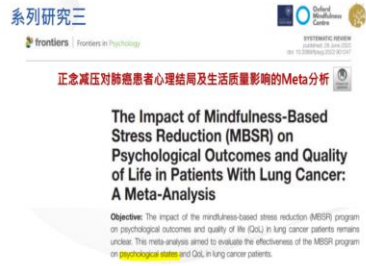 系列研究三
Oxford
Mindfulness
Centre
frontiers | Frontiers in Psychology
SYSTEMATIC REVIEW
published: 28 June 2022
正念减压对肺癌患者心理结局及生活质量影响的Meta分析
The Impact of Mindfulness-Based
Stress Reduction (MBSR) on
Psychological Outcomes and Quality
of Life in Patients With Lung Cancer:
A Meta-Analysis
Objective: The impact of the mindfulness-based stress reduction (MBSR) program
on psychological outcomes and quality of life (QoL) in lung cancer patients remains
unclear. This meta-analysis aimed to evaluate the effectiveness of the MBSR program
on psychological states and QoL in lung cancer patients.